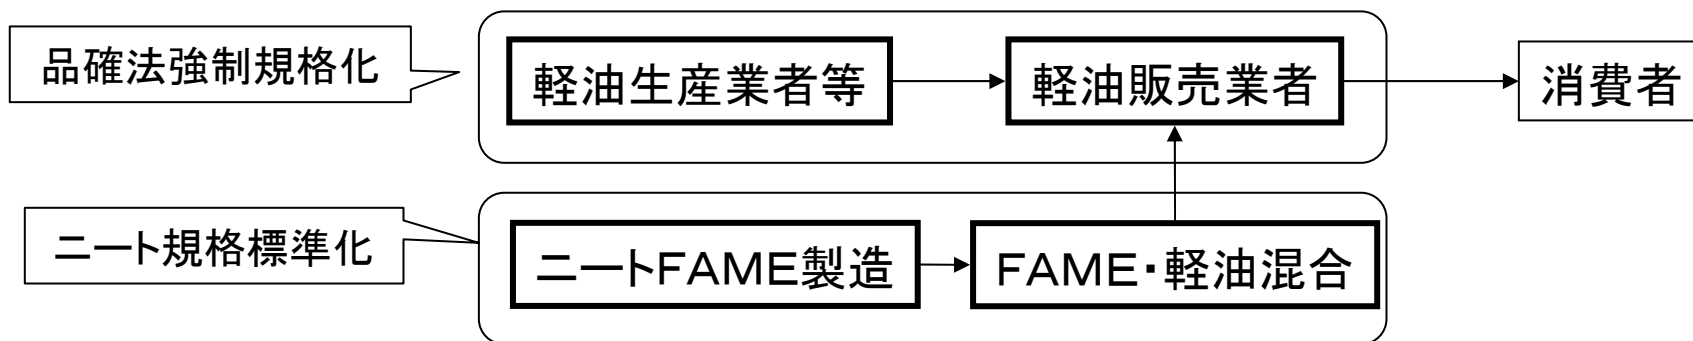 品確法強制規格化
軽油生産業者等
軽油販売業者
消費者
ニート規格標準化
ニートFAME製造
FAME・軽油混合